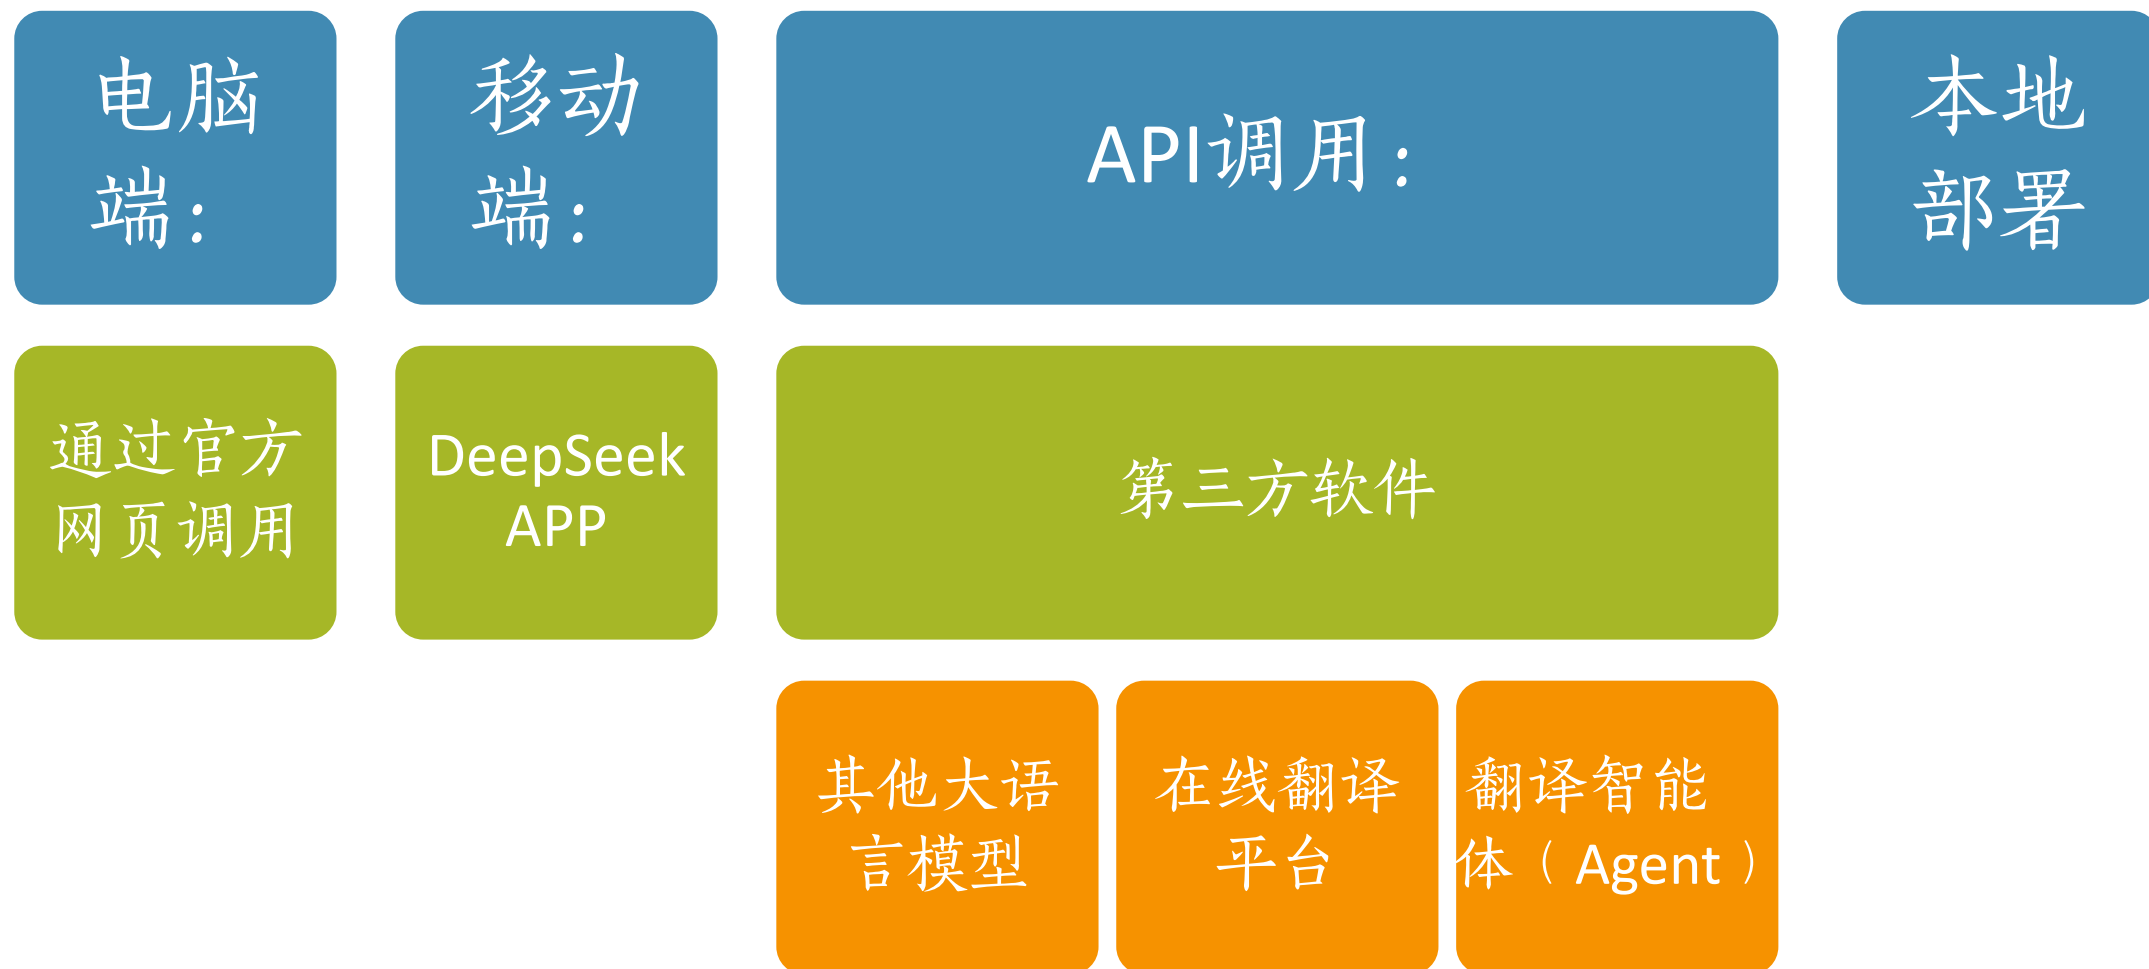 电脑
端：
移动
端：
API调用：
本地
部署
通过官方
网页调用
DeepSeek
APP
第三方软件
其他大语
言模型
在线翻译
平台
翻译智能
体（Agent）